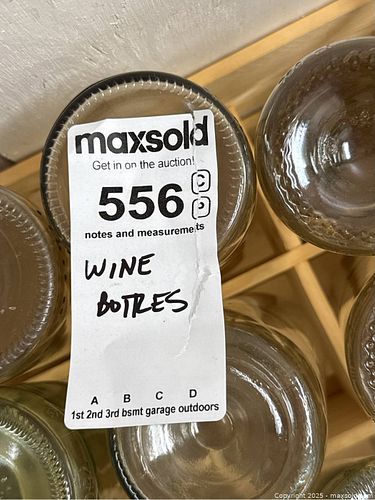 maxsold
Get in on the auction!
556
notes and measurements
WINE
BOTTLES
A B C D
1st 2nd 3rd bsmt garage outdoors
Copyright 2025 - maxsold.com